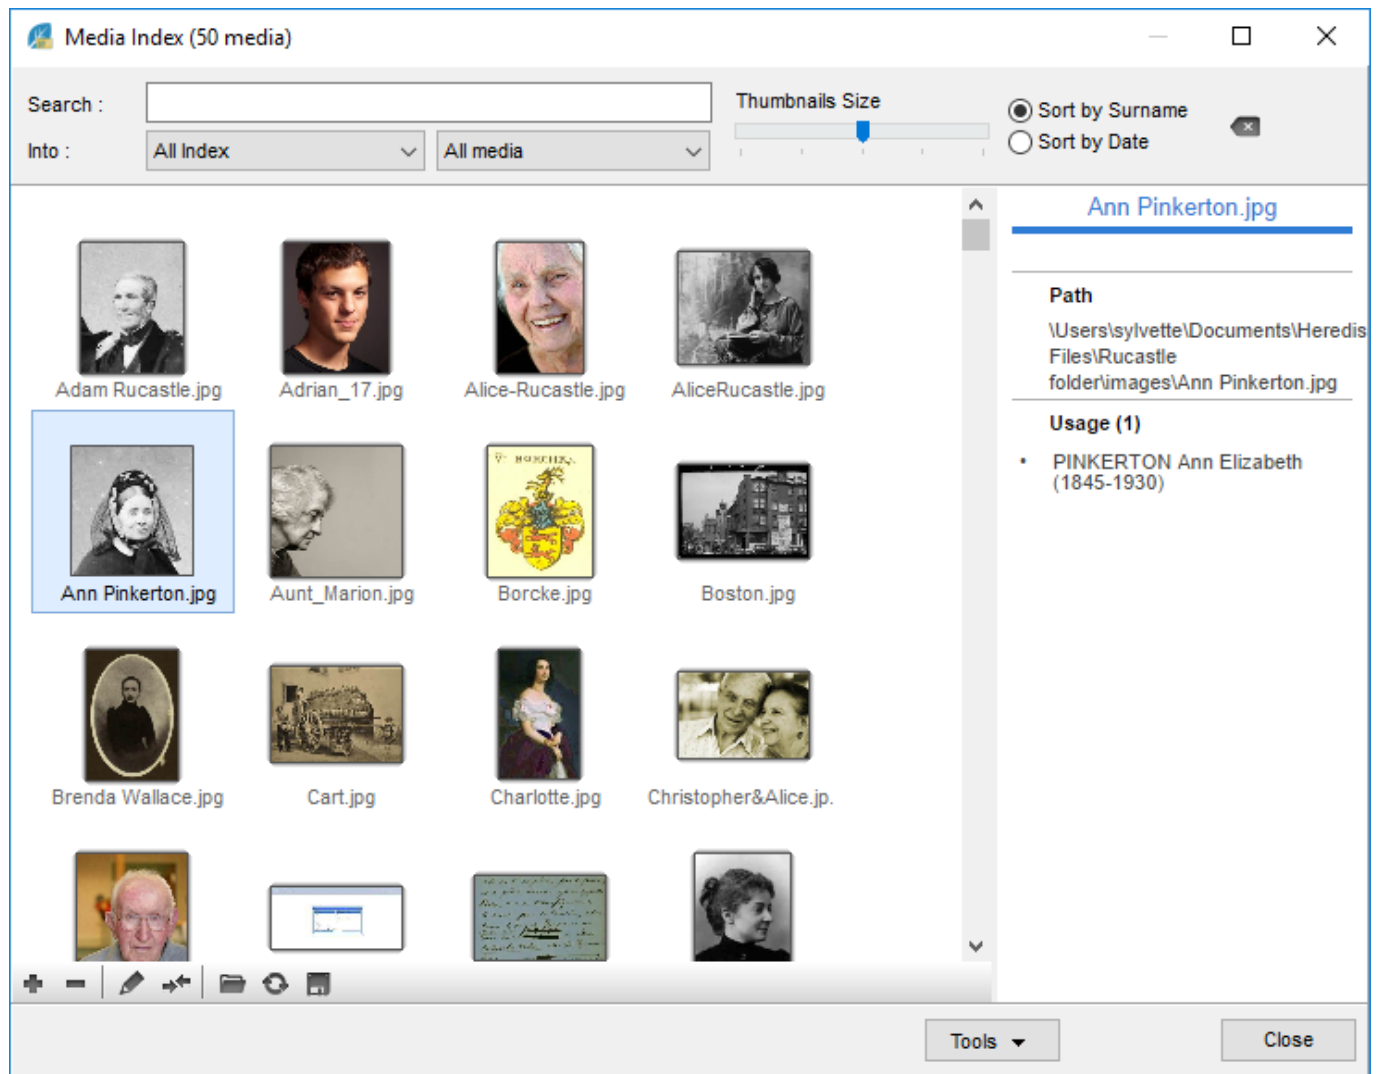 Media Index (50 media)
Search :
Thumbnails Size
Sort by Surname
Into :
All Index
All media
Sort by Date
Ann Pinkerton.jpg
Path
\Users\sylvette\Documents\Heredis
Files\Rucastle
folder\images\Ann Pinkerton.jpg
Usage (1)
• PINKERTON Ann Elizabeth
(1845-1930)
Adam Rucastle.jpg
Adrian_17.jpg
Alice-Rucastle.jpg
AliceRucastle.jpg
Ann Pinkerton.jpg
Aunt_Marion.jpg
Borcke.jpg
Boston.jpg
Brenda Wallace.jpg
Cart.jpg
Charlotte.jpg
Christopher&Alice.jp.
Tools
Close